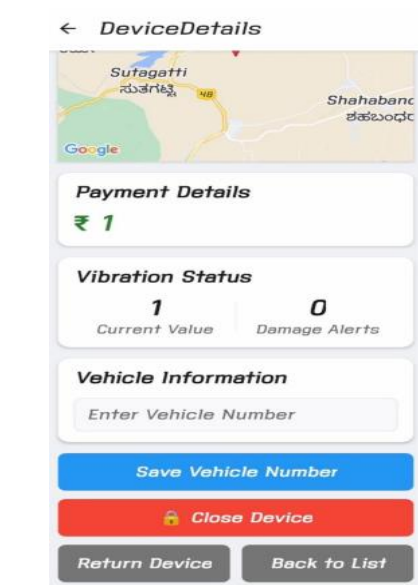 ← DeviceDetails
Sutagatti
ಸುತಗಟ್ಟಿ
48
Shahaband
ಶಹಬಂದ
Google
Payment Details
₹ 1
Vibration Status
1 0
Current Value Damage Alerts
Vehicle Information
Enter Vehicle Number
Save Vehicle Number
🔒 Close Device
Return Device Back to List